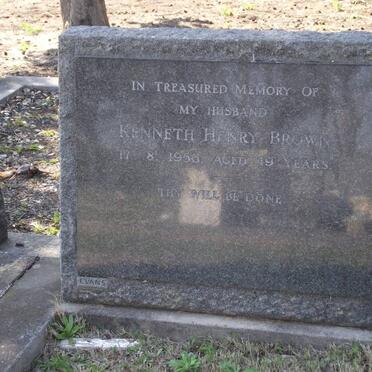 IN TREASURED MEMORY OF
MY HUSBAND
KENNETH HENRY BROWN
17. 8. 1956. AGED 49 YEARS.
THY WILL BE DONE
EVANS